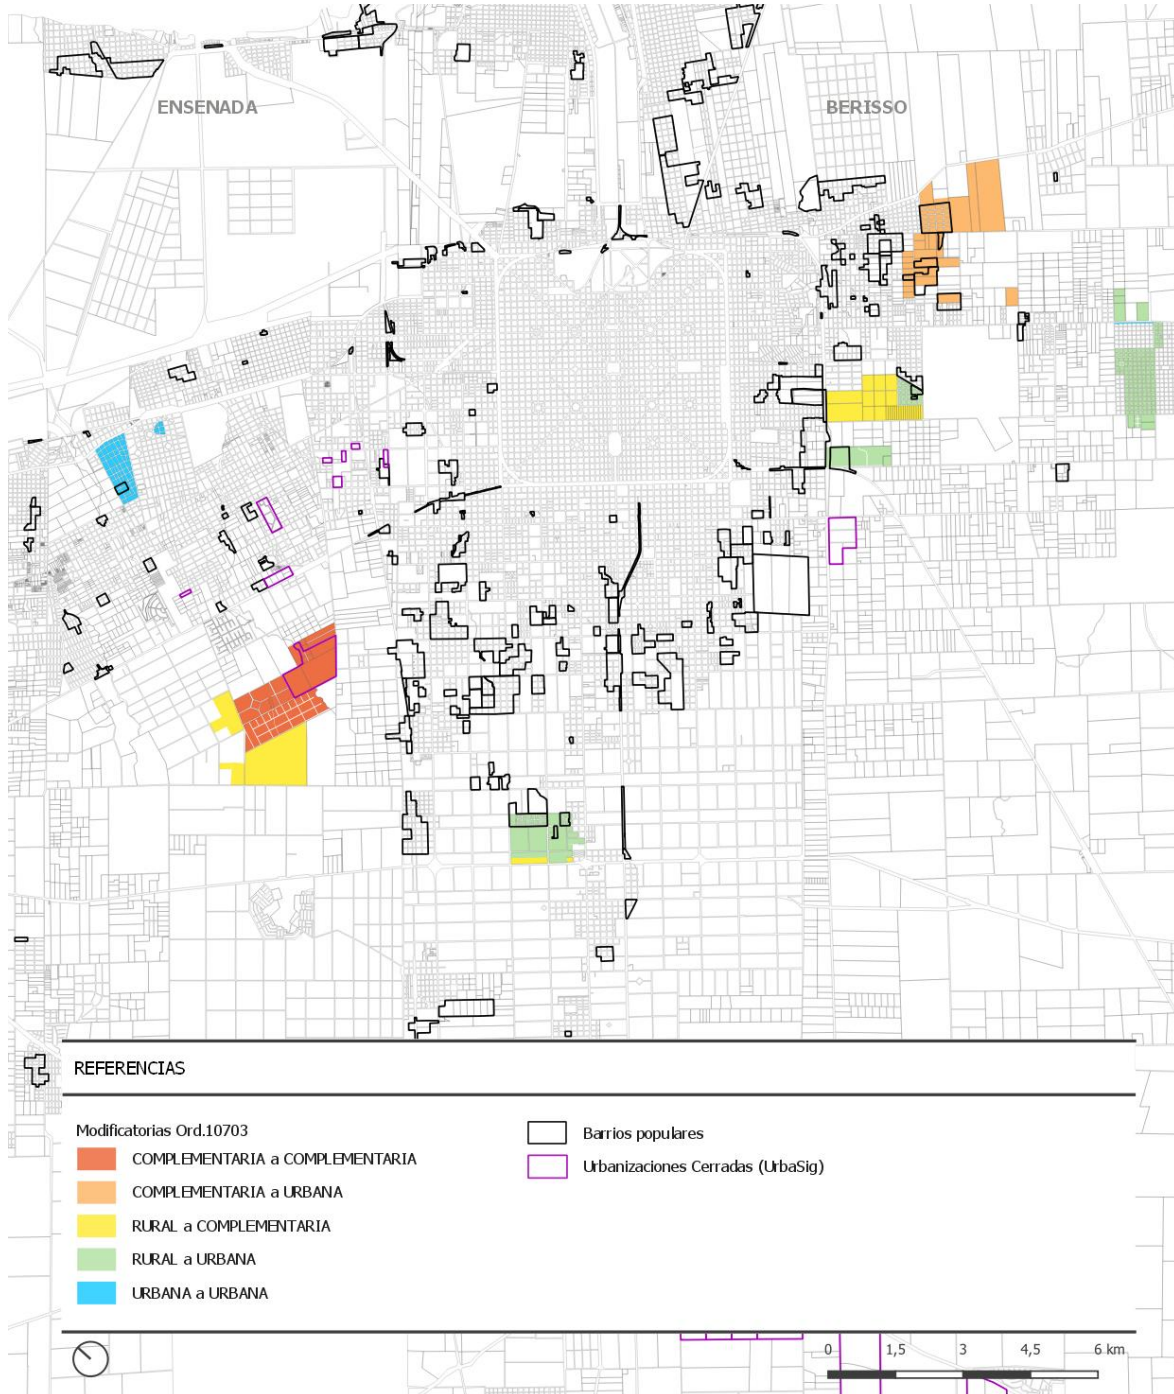 ENSENADA
BERISSO
REFERENCIAS
Modificatorias Ord.10703
COMPLEMENTARIA a COMPLEMENTARIA
COMPLEMENTARIA a URBANA
RURAL a COMPLEMENTARIA
RURAL a URBANA
URBANA a URBANA
Barrios populares
Urbanizaciones Cerradas (UrbaSig)
0 1,5 3 4,5 6 km